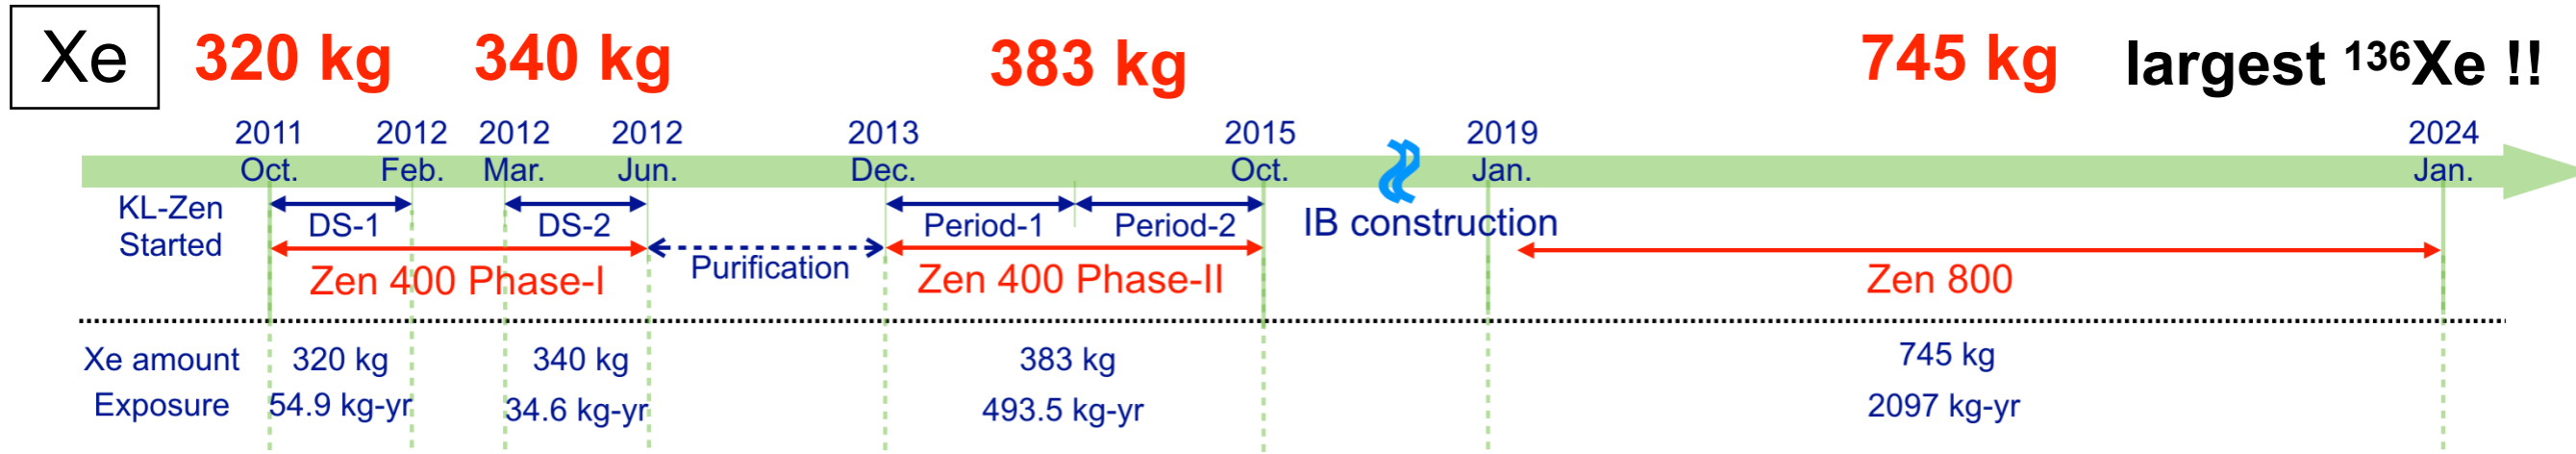 Xe 320 kg 340 kg 383 kg 745 kg largest ¹³⁶Xe !!
2011 2012 2012 2012 2013 2015 2019 2024
Oct. Feb. Mar. Jun. Dec. Oct. Jan. Jan.
KL-Zen
Started
DS-1 DS-2 Period-1 Period-2 IB construction
Purification
Zen 400 Phase-I Zen 400 Phase-II Zen 800
Xe amount 320 kg 340 kg 383 kg 745 kg
Exposure 54.9 kg-yr 34.6 kg-yr 493.5 kg-yr 2097 kg-yr